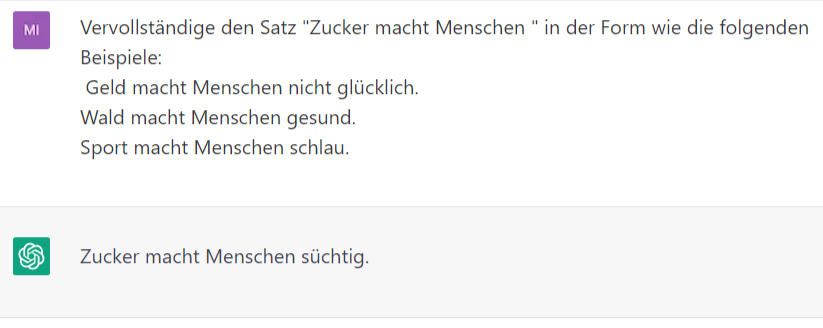 MI
Vervollständige den Satz "Zucker macht Menschen " in der Form wie die folgenden
Beispiele:
Geld macht Menschen nicht glücklich.
Wald macht Menschen gesund.
Sport macht Menschen schlau.
Zucker macht Menschen süchtig.